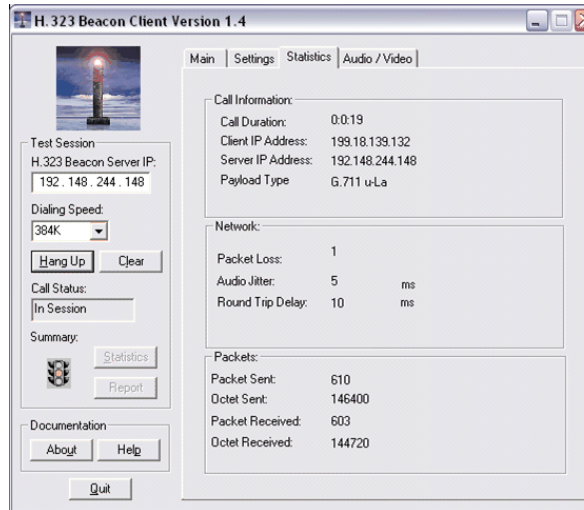 H.323 Beacon Client Version 1.4
Main Settings Statistics Audio / Video
Test Session
H.323 Beacon Server IP:
192 . 148 . 244 . 148
Dialing Speed:
384K
Hang Up Clear
Call Status:
In Session
Summary:
Statistics
Report
Documentation
About Help
Quit
Call Information:
Call Duration: 0:0:19
Client IP Address: 199.18.139.132
Server IP Address: 192.148.244.148
Payload Type G.711 u-La
Network:
Packet Loss: 1
Audio Jitter: 5 ms
Round Trip Delay: 10 ms
Packets:
Packet Sent: 610
Octet Sent: 146400
Packet Received: 603
Octet Received: 144720